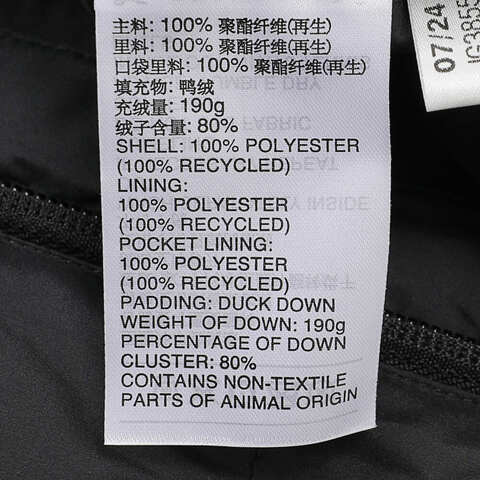 主料: 100% 聚酯纤维(再生)
里料: 100% 聚酯纤维(再生)
口袋里料: 100% 聚酯纤维(再生)
填充物: 鸭绒
充绒量: 190g
绒子含量: 80%
SHELL: 100% POLYESTER
(100% RECYCLED)
LINING:
100% POLYESTER
(100% RECYCLED)
POCKET LINING:
100% POLYESTER
(100% RECYCLED)
PADDING: DUCK DOWN
WEIGHT OF DOWN: 190g
PERCENTAGE OF DOWN
CLUSTER: 80%
CONTAINS NON-TEXTILE
PARTS OF ANIMAL ORIGIN
07/24